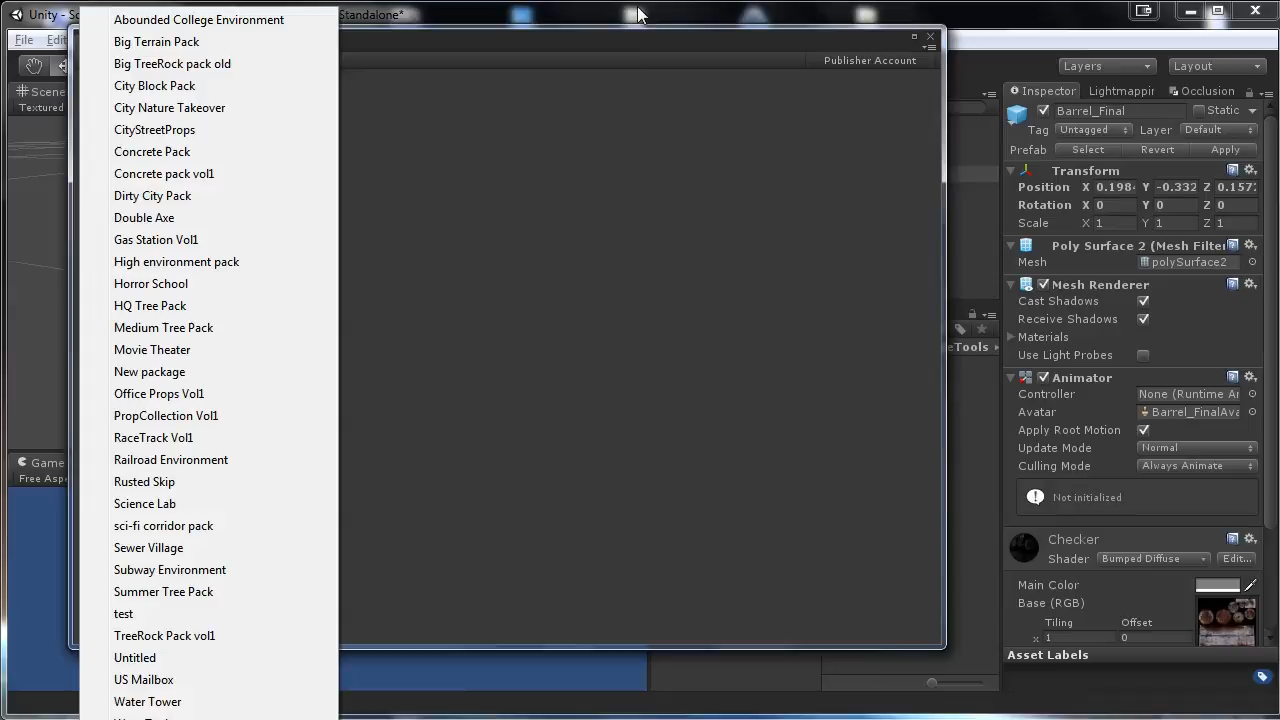 Unity - Sc
Standalone*
File Edit
Layers
Layout
Scene
Textured
Publisher Account
Abounded College Environment
Big Terrain Pack
Big TreeRock pack old
City Block Pack
City Nature Takeover
CityStreetProps
Concrete Pack
Concrete pack vol1
Dirty City Pack
Double Axe
Gas Station Vol1
High environment pack
Horror School
HQ Tree Pack
Medium Tree Pack
Movie Theater
New package
Office Props Vol1
PropCollection Vol1
RaceTrack Vol1
Railroad Environment
Rusted Skip
Science Lab
sci-fi corridor pack
Sewer Village
Subway Environment
Summer Tree Pack
test
TreeRock Pack vol1
Untitled
US Mailbox
Water Tower
Game
Free Aspe
eTools
Inspector Lightmapping Occlusion
Barrel_Final Static
Tag Untagged Layer Default
Prefab Select Revert Apply
Transform
Position X 0.1984 Y -0.332 Z 0.157
Rotation X 0 Y 0 Z 0
Scale X 1 Y 1 Z 1
Poly Surface 2 (Mesh Filter
Mesh polySurface2
Mesh Renderer
Cast Shadows
Receive Shadows
Materials
Use Light Probes
Animator
Controller None (Runtime An
Avatar Barrel_FinalAva
Apply Root Motion
Update Mode Normal
Culling Mode Always Animate
Not initialized
Checker
Shader Bumped Diffuse Edit...
Main Color
Base (RGB)
Tiling Offset
x 1 0
Asset Labels